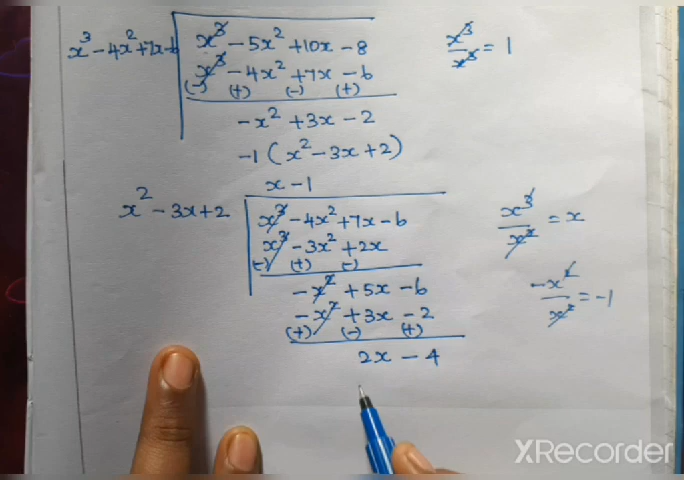 x³ - 4x² + 7x - 6 | x³ - 5x² + 10x - 8
x³/x³ = 1
x³ - 4x² + 7x - 6
(-) (+) (-) (+)
-x² + 3x - 2
-1 (x² - 3x + 2)
x - 1
x² - 3x + 2 | x³ - 4x² + 7x - 6
x³/x² = x
x³ - 3x² + 2x
(-) (+) (-)
-x² + 5x - 6
-x²/x² = -1
-x² + 3x - 2
(+) (-) (+)
2x - 4
XRecorder